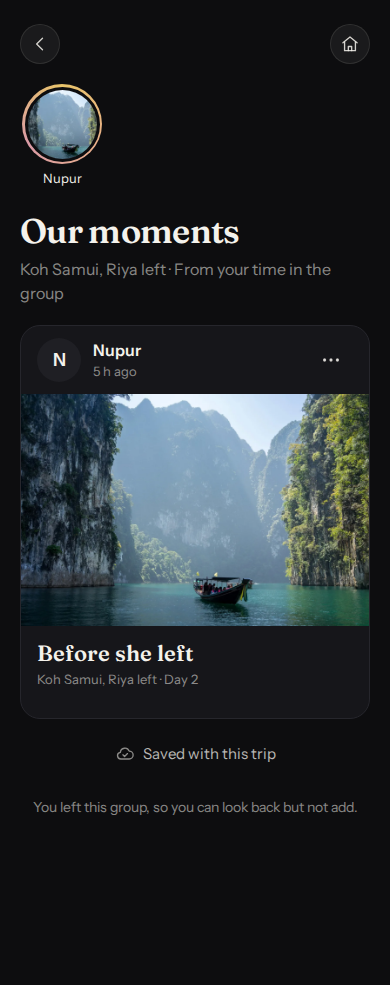 Nupur
Our moments
Koh Samui, Riya left · From your time in the
group
N
Nupur
5 h ago
Before she left
Koh Samui, Riya left · Day 2
Saved with this trip
You left this group, so you can look back but not add.